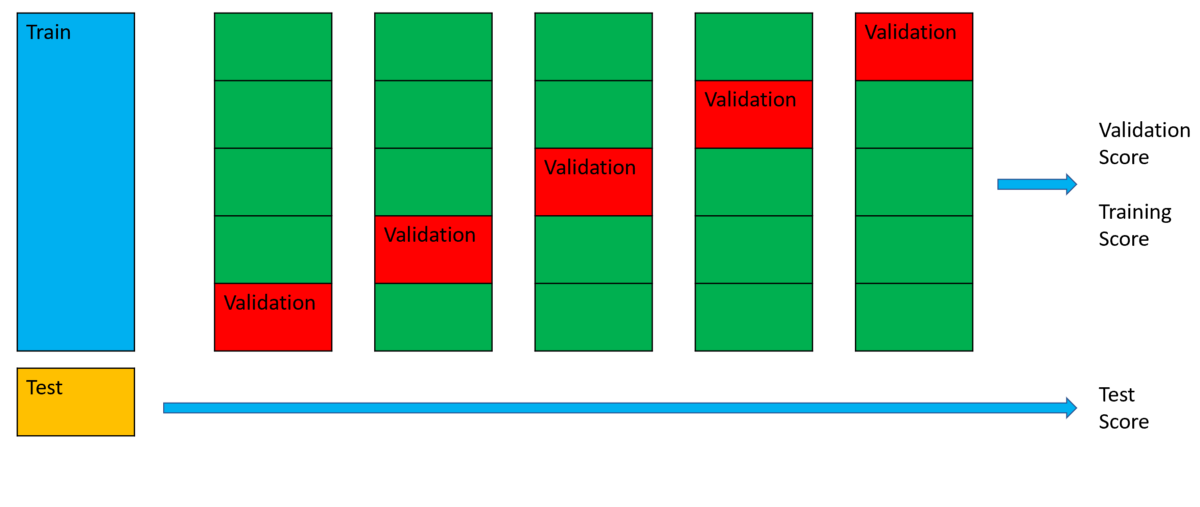 Train
Validation
Validation
Validation
Validation
Validation
Validation
Score
Training
Score
Test
Test
Score